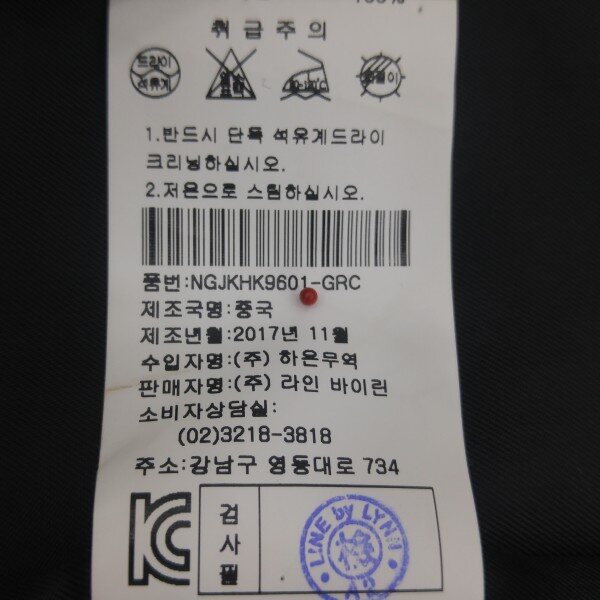 100%
취급주의
드라이
석유계
1.반드시 단독 석유계드라이
크리닝하십시오.
2.저온으로 스팀하십시오.
품번:NGJKHK9601-GRC
제조국명:중국
제조년월:2017년 11월
수입자명:(주) 하은무역
판매자명:(주) 라인 바이린
소비자상담실:
(02)3218-3818
주소:강남구 영동대로 734
KC
검사필
LINE by LYNN